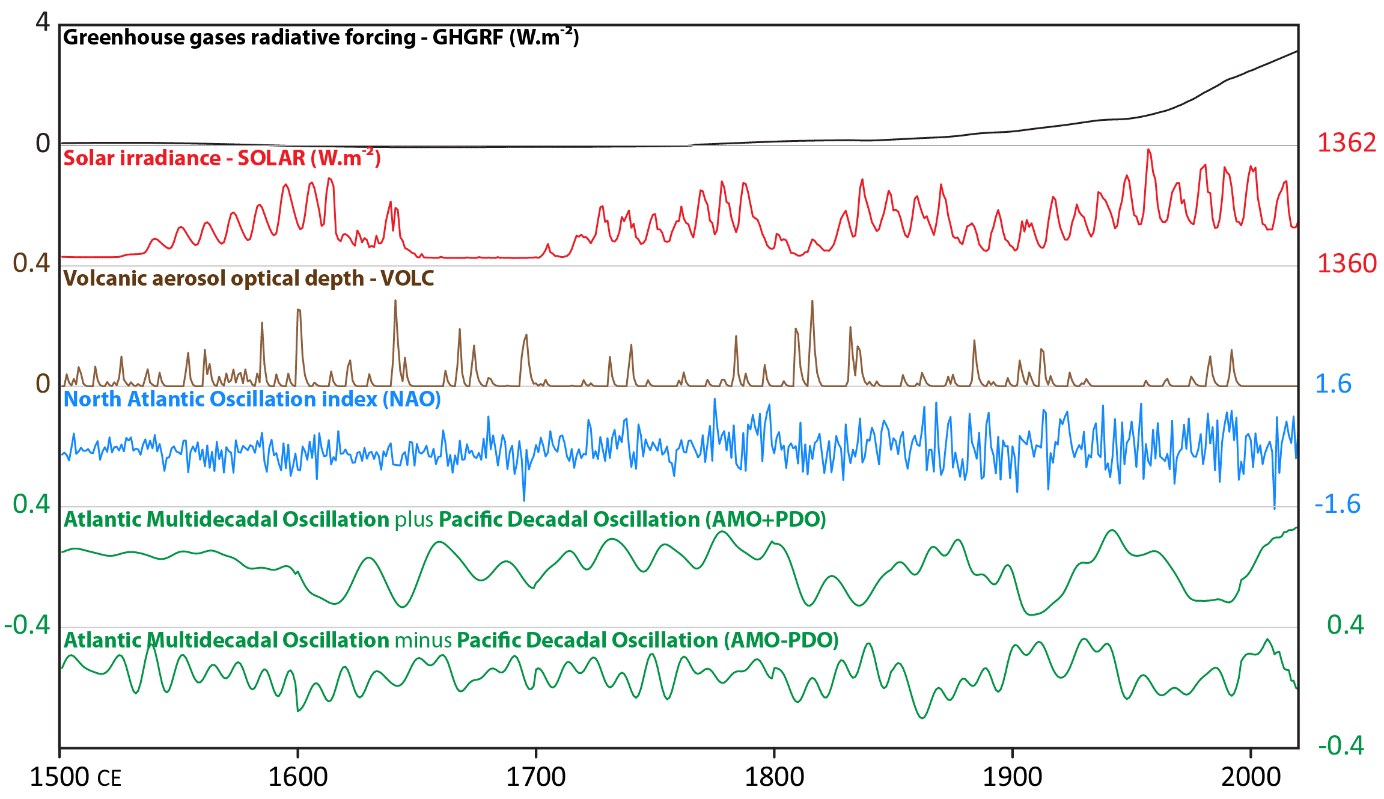 4
Greenhouse gases radiative forcing - GHGRF (W.m⁻²)
0
1362
Solar irradiance - SOLAR (W.m⁻²)
0.4
1360
Volcanic aerosol optical depth - VOLC
0
1.6
North Atlantic Oscillation index (NAO)
0.4
-1.6
Atlantic Multidecadal Oscillation plus Pacific Decadal Oscillation (AMO+PDO)
-0.4
0.4
Atlantic Multidecadal Oscillation minus Pacific Decadal Oscillation (AMO-PDO)
-0.4
1500 CE 1600 1700 1800 1900 2000